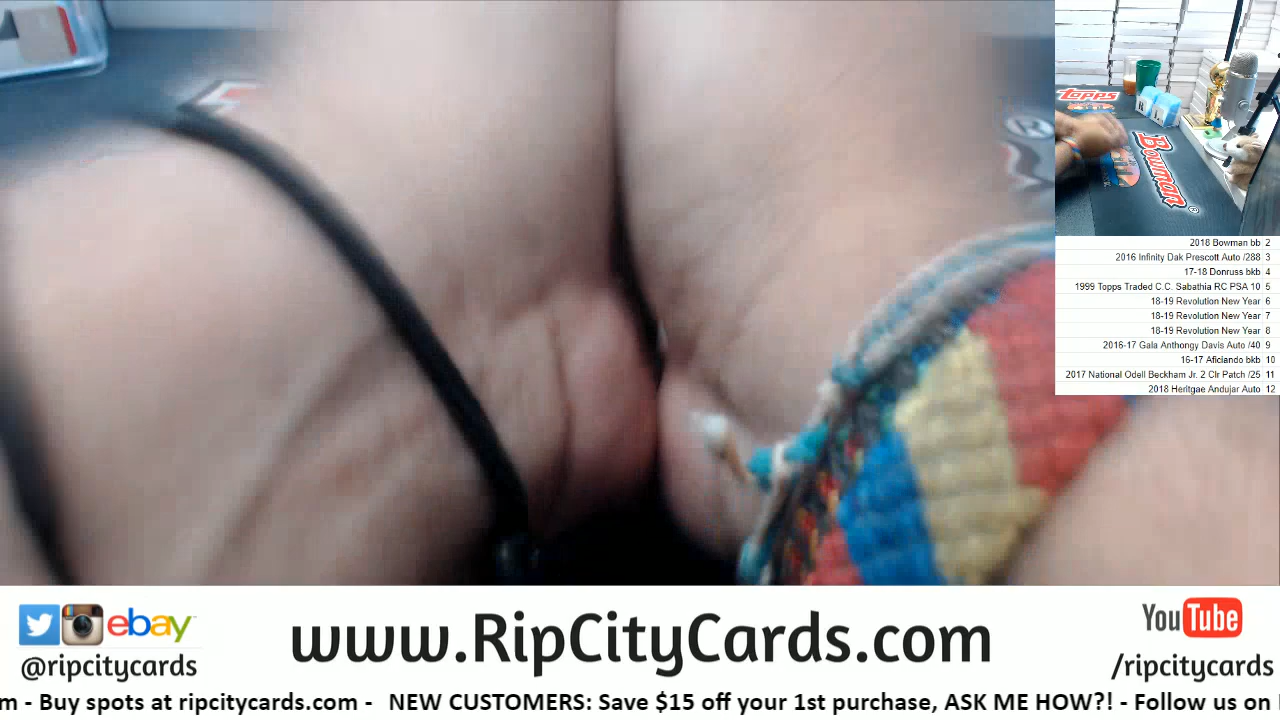 topps
Bowman
®
R
2018 Bowman bb 2
2016 Infinity Dak Prescott Auto /288 3
17-18 Donruss bkb 4
1999 Topps Traded C.C. Sabathia RC PSA 10 5
18-19 Revolution New Year 6
18-19 Revolution New Year 7
18-19 Revolution New Year 8
2016-17 Gala Anthongy Davis Auto /40 9
16-17 Aficiando bkb 10
2017 National Odell Beckham Jr. 2 Clr Patch /25 11
2018 Heritgae Andujar Auto 12
ebay
@ripcitycards
www.RipCityCards.com
YouTube
/ripcitycards
m - Buy spots at ripcitycards.com - NEW CUSTOMERS: Save $15 off your 1st purchase, ASK ME HOW?! - Follow us on